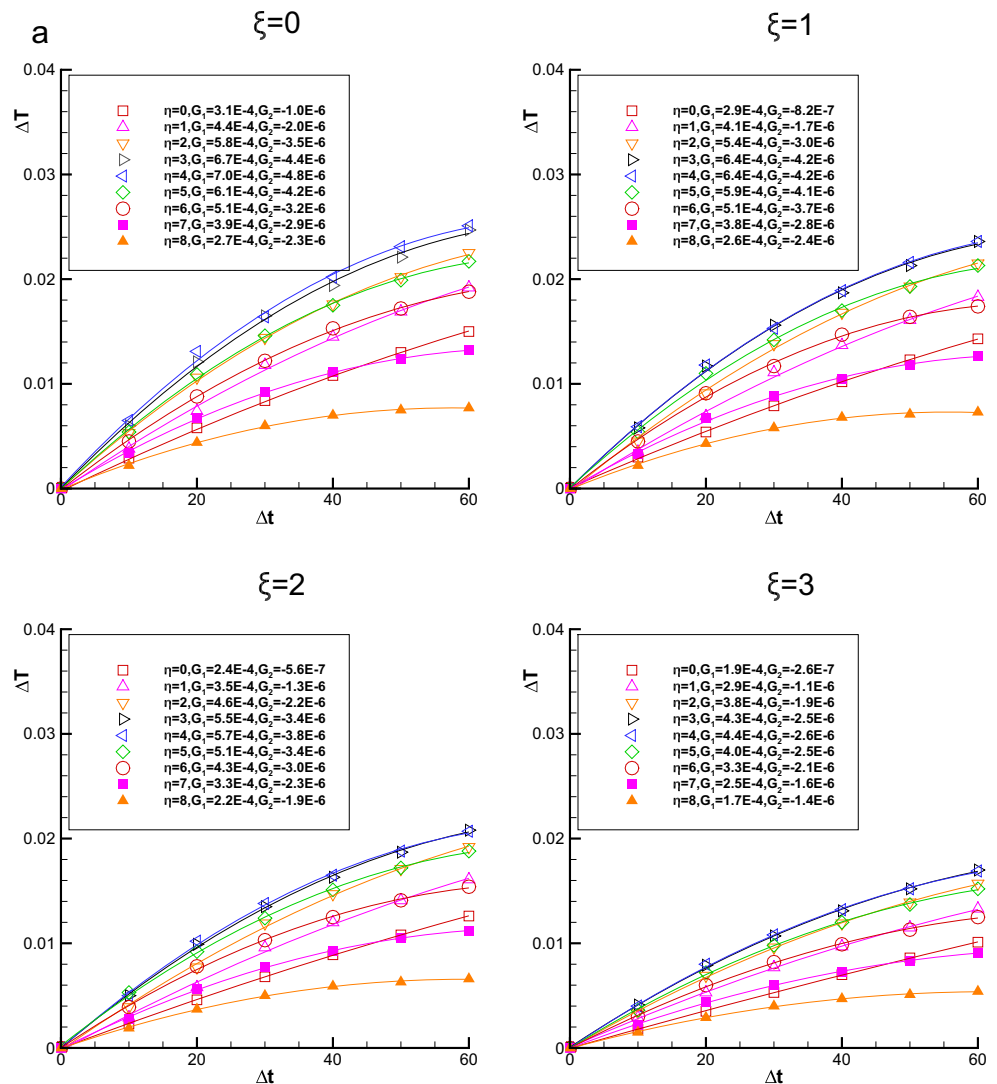 a
ξ=0
ΔT
0.04
0.03
0.02
0.01
0
η=0,G₁=3.1E-4,G₂=-1.0E-6
η=1,G₁=4.4E-4,G₂=-2.0E-6
η=2,G₁=5.8E-4,G₂=-3.5E-6
η=3,G₁=6.7E-4,G₂=-4.4E-6
η=4,G₁=7.0E-4,G₂=-4.8E-6
η=5,G₁=6.1E-4,G₂=-4.2E-6
η=6,G₁=5.1E-4,G₂=-3.2E-6
η=7,G₁=3.9E-4,G₂=-2.9E-6
η=8,G₁=2.7E-4,G₂=-2.3E-6
0 20 40 60
Δt
ξ=1
ΔT
0.04
0.03
0.02
0.01
0
η=0,G₁=2.9E-4,G₂=-8.2E-7
η=1,G₁=4.1E-4,G₂=-1.7E-6
η=2,G₁=5.4E-4,G₂=-3.0E-6
η=3,G₁=6.4E-4,G₂=-4.2E-6
η=4,G₁=6.4E-4,G₂=-4.2E-6
η=5,G₁=5.9E-4,G₂=-4.1E-6
η=6,G₁=5.1E-4,G₂=-3.7E-6
η=7,G₁=3.8E-4,G₂=-2.8E-6
η=8,G₁=2.6E-4,G₂=-2.4E-6
0 20 40 60
Δt
ξ=2
ΔT
0.04
0.03
0.02
0.01
0
η=0,G₁=2.4E-4,G₂=-5.6E-7
η=1,G₁=3.5E-4,G₂=-1.3E-6
η=2,G₁=4.6E-4,G₂=-2.2E-6
η=3,G₁=5.5E-4,G₂=-3.4E-6
η=4,G₁=5.7E-4,G₂=-3.8E-6
η=5,G₁=5.1E-4,G₂=-3.4E-6
η=6,G₁=4.3E-4,G₂=-3.0E-6
η=7,G₁=3.3E-4,G₂=-2.3E-6
η=8,G₁=2.2E-4,G₂=-1.9E-6
0 20 40 60
Δt
ξ=3
ΔT
0.04
0.03
0.02
0.01
0
η=0,G₁=1.9E-4,G₂=-2.6E-7
η=1,G₁=2.9E-4,G₂=-1.1E-6
η=2,G₁=3.8E-4,G₂=-1.9E-6
η=3,G₁=4.3E-4,G₂=-2.5E-6
η=4,G₁=4.4E-4,G₂=-2.6E-6
η=5,G₁=4.0E-4,G₂=-2.5E-6
η=6,G₁=3.3E-4,G₂=-2.1E-6
η=7,G₁=2.5E-4,G₂=-1.6E-6
η=8,G₁=1.7E-4,G₂=-1.4E-6
0 20 40 60
Δt